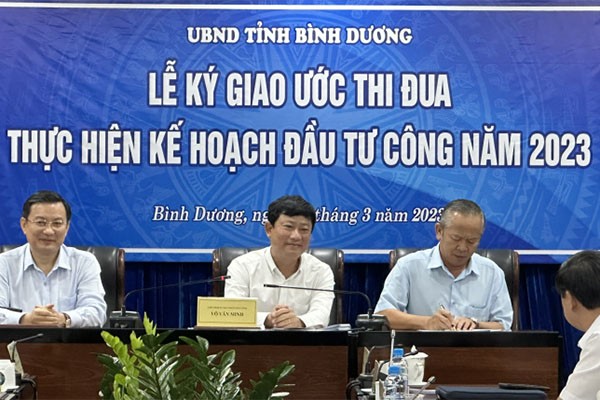 UBND TỈNH BÌNH DƯƠNG
LỄ KÝ GIAO ƯỚC THI ĐUA
THỰC HIỆN KẾ HOẠCH ĐẦU TƯ CÔNG NĂM 2023
Bình Dương, tháng 3 năm 2023
VÕ VĂN MINH